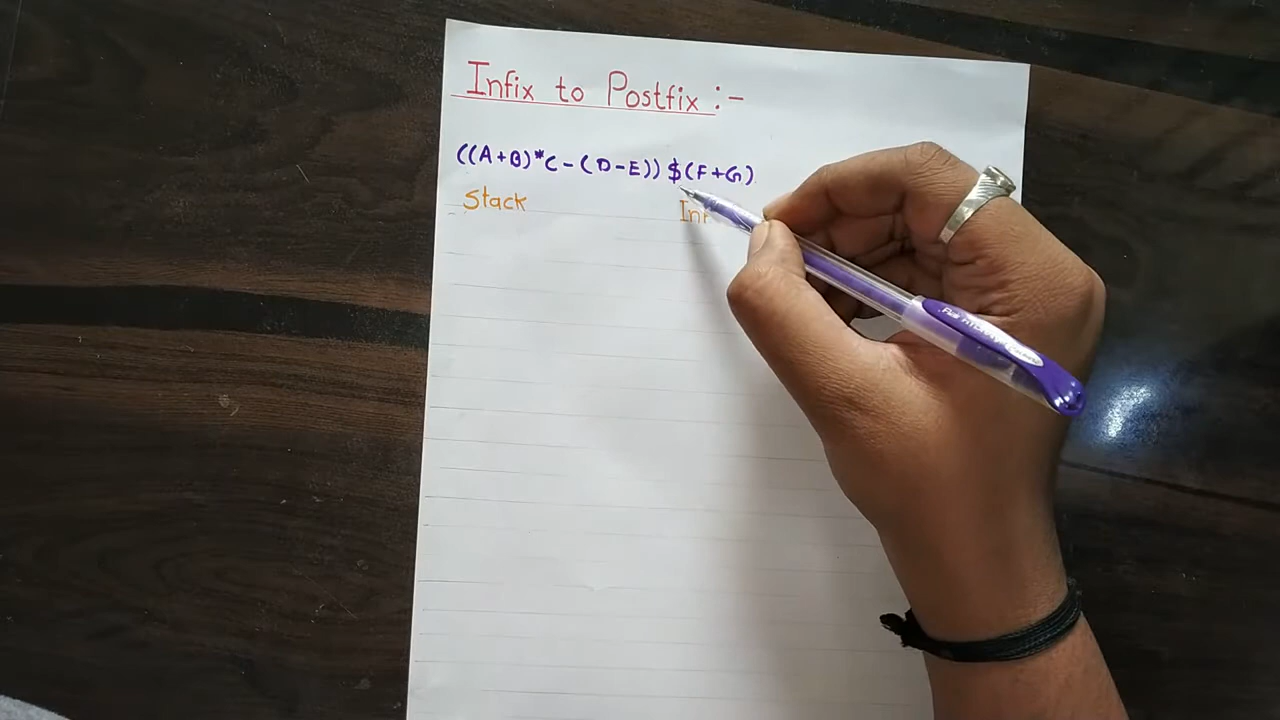 Infix to Postfix :-
((A+B)*C-(D-E))$(F+G)
Stack